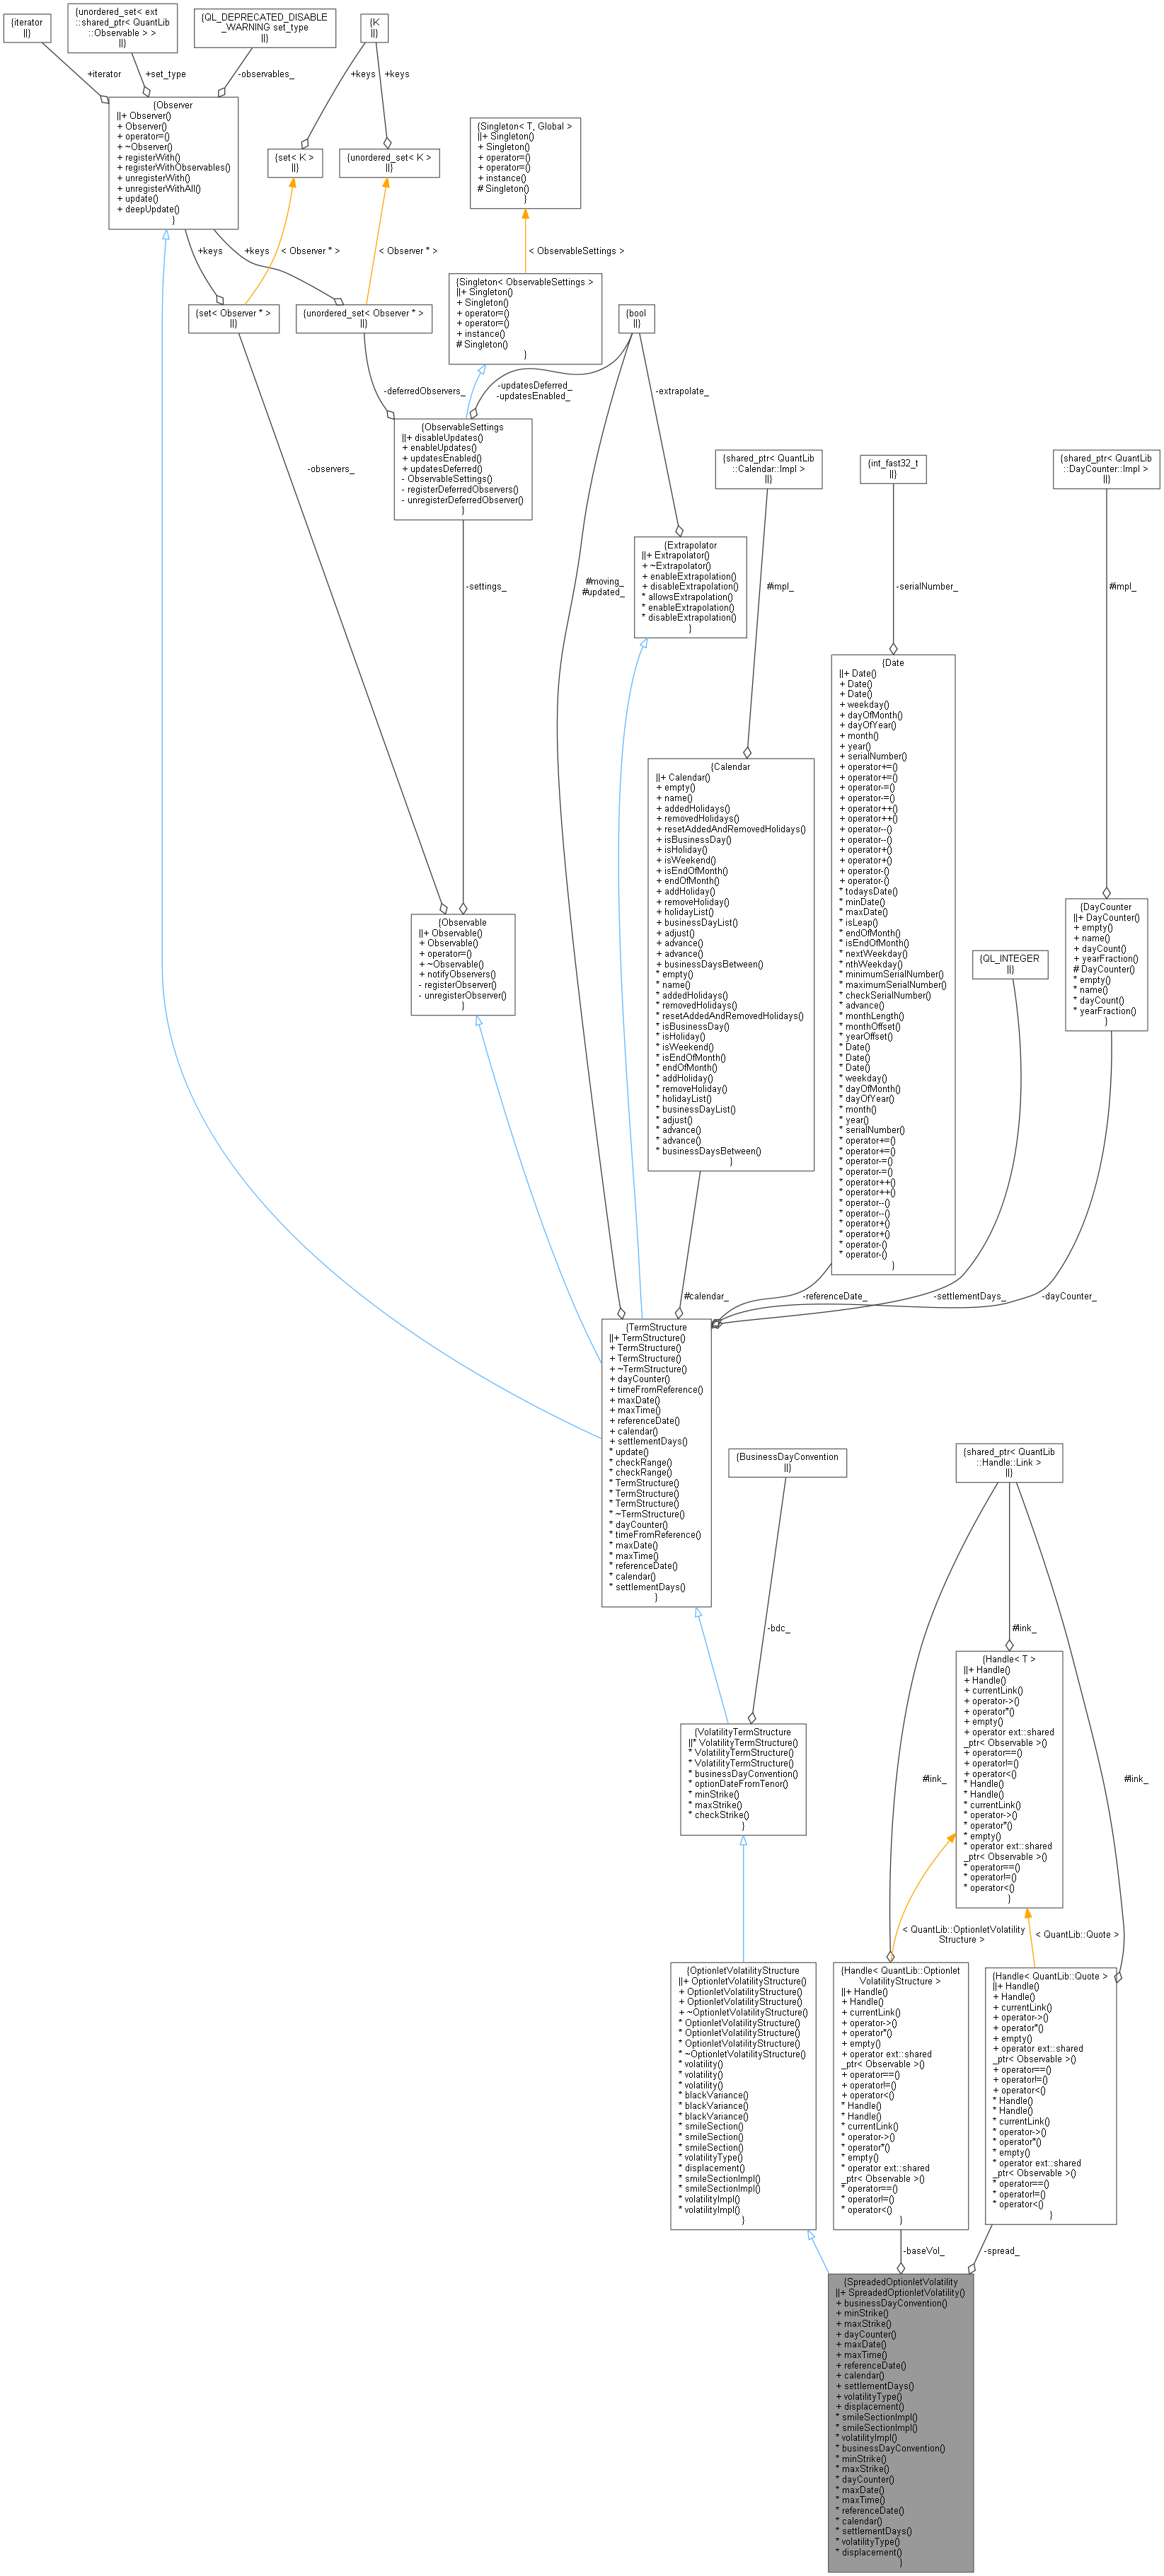 {iterator
||}
{unordered_set< ext
::shared_ptr< QuantLib
::Observable > >
||}
{QL_DEPRECATED_DISABLE
_WARNING set_type
||}
{K
||}
+iterator
+set_type
-observables_
+keys
+keys
{Observer
||+ Observer()
+ Observer()
+ operator=()
+ ~Observer()
+ registerWith()
+ registerWithObservables()
+ unregisterWith()
+ unregisterWithAll()
+ update()
+ deepUpdate()
}
{set< K >
||}
{unordered_set< K >
||}
{Singleton< T, Global >
||+ Singleton()
+ Singleton()
+ operator=()
+ operator=()
+ instance()
# Singleton()
}
+keys
+keys
< Observer * >
< Observer * >
< ObservableSettings >
{set< Observer * >
||}
{unordered_set< Observer * >
||}
{Singleton< ObservableSettings >
||+ Singleton()
+ Singleton()
+ operator=()
+ operator=()
+ instance()
# Singleton()
}
{bool
||}
-deferredObservers_
-updatesDeferred_
-updatesEnabled_
-extrapolate_
-observers_
{ObservableSettings
||+ disableUpdates()
+ enableUpdates()
+ updatesEnabled()
+ updatesDeferred()
- ObservableSettings()
- registerDeferredObservers()
- unregisterDeferredObserver()
}
{shared_ptr< QuantLib
::Calendar::Impl >
||}
{int_fast32_t
||}
{shared_ptr< QuantLib
::DayCounter::Impl >
||}
-settings_
#moving_
#updated_
{Extrapolator
||+ Extrapolator()
+ ~Extrapolator()
+ enableExtrapolation()
+ disableExtrapolation()
* allowsExtrapolation()
* enableExtrapolation()
* disableExtrapolation()
}
#impl_
-serialNumber_
#impl_
{Calendar
||+ Calendar()
+ empty()
+ name()
+ addedHolidays()
+ removedHolidays()
+ resetAddedAndRemovedHolidays()
+ isBusinessDay()
+ isHoliday()
+ isWeekend()
+ isEndOfMonth()
+ endOfMonth()
+ addHoliday()
+ removeHoliday()
+ holidayList()
+ businessDayList()
+ adjust()
+ advance()
+ advance()
+ businessDaysBetween()
* empty()
* name()
* addedHolidays()
* removedHolidays()
* resetAddedAndRemovedHolidays()
* isBusinessDay()
* isHoliday()
* isWeekend()
* isEndOfMonth()
* endOfMonth()
* addHoliday()
* removeHoliday()
* holidayList()
* businessDayList()
* adjust()
* advance()
* advance()
* businessDaysBetween()
}
{Date
||+ Date()
+ Date()
+ Date()
+ weekday()
+ dayOfMonth()
+ dayOfYear()
+ month()
+ year()
+ serialNumber()
+ operator+=()
+ operator+=()
+ operator-=()
+ operator-=()
+ operator++()
+ operator++()
+ operator--()
+ operator--()
+ operator+()
+ operator+()
+ operator-()
+ operator-()
* todaysDate()
* minDate()
* maxDate()
* isLeap()
* endOfMonth()
* isEndOfMonth()
* nextWeekday()
* nthWeekday()
* minimumSerialNumber()
* maximumSerialNumber()
* checkSerialNumber()
* advance()
* monthLength()
* monthOffset()
* yearOffset()
* Date()
* Date()
* Date()
* weekday()
* dayOfMonth()
* dayOfYear()
* month()
* year()
* serialNumber()
* operator+=()
* operator+=()
* operator-=()
* operator-=()
* operator++()
* operator++()
* operator--()
* operator--()
* operator+()
* operator+()
* operator-()
* operator-()
}
{DayCounter
||+ DayCounter()
+ empty()
+ name()
+ dayCount()
+ yearFraction()
# DayCounter()
* empty()
* name()
* dayCount()
* yearFraction()
}
{Observable
||+ Observable()
+ Observable()
+ operator=()
+ ~Observable()
+ notifyObservers()
- registerObserver()
- unregisterObserver()
}
{QL_INTEGER
||}
#calendar_
-referenceDate_
-settlementDays_
-dayCounter_
{TermStructure
||+ TermStructure()
+ TermStructure()
+ TermStructure()
+ ~TermStructure()
+ dayCounter()
+ timeFromReference()
+ maxDate()
+ maxTime()
+ referenceDate()
+ calendar()
+ settlementDays()
* update()
* checkRange()
* checkRange()
* TermStructure()
* TermStructure()
* TermStructure()
* ~TermStructure()
* dayCounter()
* timeFromReference()
* maxDate()
* maxTime()
* referenceDate()
* calendar()
* settlementDays()
}
{BusinessDayConvention
||}
{shared_ptr< QuantLib
::Handle::Link >
||}
-bdc_
#link_
{Handle< T >
||+ Handle()
+ Handle()
+ currentLink()
+ operator->()
+ operator*()
+ empty()
+ operator ext::shared
_ptr< Observable >()
+ operator==()
+ operator!=()
+ operator<()
* Handle()
* Handle()
* currentLink()
* operator->()
* operator*()
* empty()
* operator ext::shared
_ptr< Observable >()
* operator==()
* operator!=()
* operator<()
}
{VolatilityTermStructure
||* VolatilityTermStructure()
* VolatilityTermStructure()
* VolatilityTermStructure()
* businessDayConvention()
* optionDateFromTenor()
* minStrike()
* maxStrike()
* checkStrike()
}
#link_
#link_
< QuantLib::OptionletVolatility
Structure >
< QuantLib::Quote >
{OptionletVolatilityStructure
||+ OptionletVolatilityStructure()
+ OptionletVolatilityStructure()
+ OptionletVolatilityStructure()
+ ~OptionletVolatilityStructure()
* OptionletVolatilityStructure()
* OptionletVolatilityStructure()
* OptionletVolatilityStructure()
* ~OptionletVolatilityStructure()
* volatility()
* volatility()
* volatility()
* blackVariance()
* blackVariance()
* blackVariance()
* smileSection()
* smileSection()
* smileSection()
* volatilityType()
* displacement()
* smileSectionImpl()
* smileSectionImpl()
* volatilityImpl()
* volatilityImpl()
}
{Handle< QuantLib::Optionlet
VolatilityStructure >
||+ Handle()
+ Handle()
+ currentLink()
+ operator->()
+ operator*()
+ empty()
+ operator ext::shared
_ptr< Observable >()
+ operator==()
+ operator!=()
+ operator<()
* Handle()
* Handle()
* currentLink()
* operator->()
* operator*()
* empty()
* operator ext::shared
_ptr< Observable >()
* operator==()
* operator!=()
* operator<()
}
{Handle< QuantLib::Quote >
||+ Handle()
+ Handle()
+ currentLink()
+ operator->()
+ operator*()
+ empty()
+ operator ext::shared
_ptr< Observable >()
+ operator==()
+ operator!=()
+ operator<()
* Handle()
* Handle()
* currentLink()
* operator->()
* operator*()
* empty()
* operator ext::shared
_ptr< Observable >()
* operator==()
* operator!=()
* operator<()
}
-baseVol_
-spread_
{SpreadedOptionletVolatility
||+ SpreadedOptionletVolatility()
+ businessDayConvention()
+ minStrike()
+ maxStrike()
+ dayCounter()
+ maxDate()
+ maxTime()
+ referenceDate()
+ calendar()
+ settlementDays()
+ volatilityType()
+ displacement()
* smileSectionImpl()
* smileSectionImpl()
* volatilityImpl()
* businessDayConvention()
* minStrike()
* maxStrike()
* dayCounter()
* maxDate()
* maxTime()
* referenceDate()
* calendar()
* settlementDays()
* volatilityType()
* displacement()
}